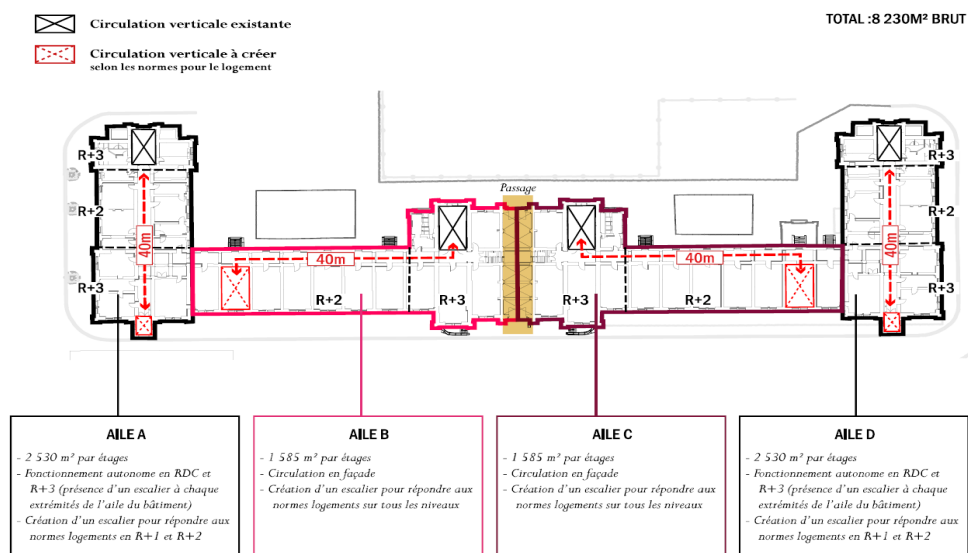 Circulation verticale existante
TOTAL :8 230M² BRUT
Circulation verticale à créer
selon les normes pour le logement
R+3
R+2
R+3
40m
40m
R+2
R+3
Passage
R+3
40m
R+2
R+3
R+2
R+3
40m
AILE A
- 2 530 m² par étages
- Fonctionnement autonome en RDC et
R+3 (présence d'un escalier à chaque
extrémités de l'aile du bâtiment)
- Création d'un escalier pour répondre aux
normes logements en R+1 et R+2
AILE B
- 1 585 m² par étages
- Circulation en façade
- Création d'un escalier pour répondre aux
normes logements sur tous les niveaux
AILE C
- 1 585 m² par étages
- Circulation en façade
- Création d'un escalier pour répondre aux
normes logements sur tous les niveaux
AILE D
- 2 530 m² par étages
- Fonctionnement autonome en RDC et
R+3 (présence d'un escalier à chaque
extrémités de l'aile du bâtiment)
- Création d'un escalier pour répondre aux
normes logements en R+1 et R+2